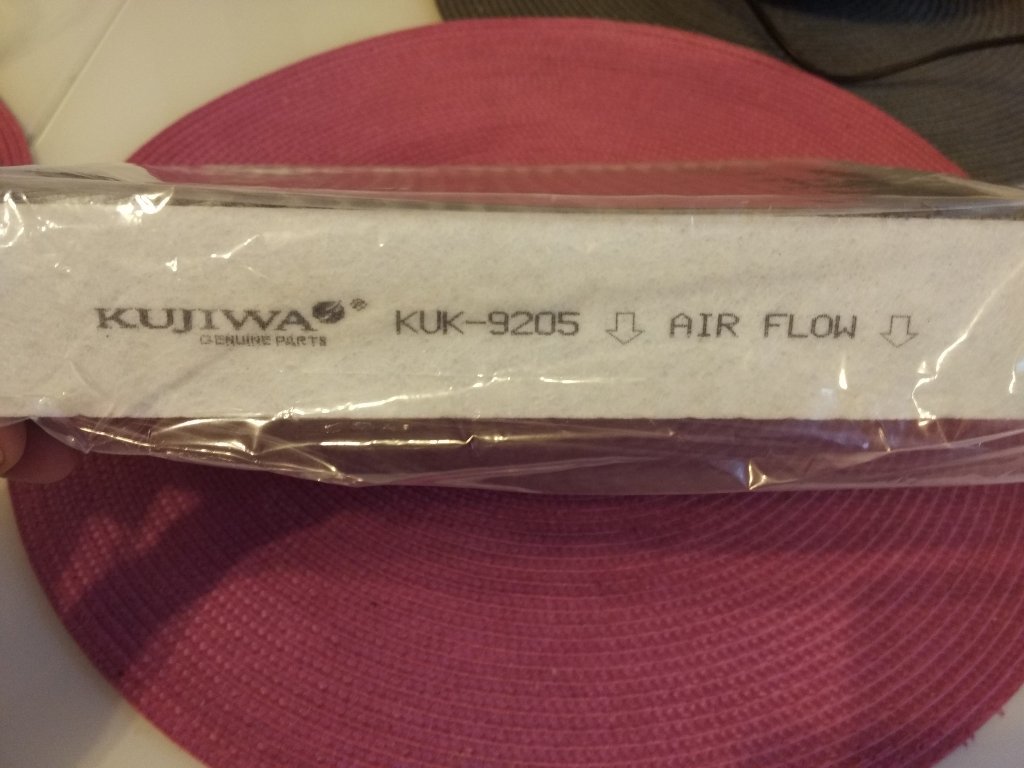 KUJIWA® KUK-9205 ⇩ AIR FLOW ⇩
GENUINE PARTS